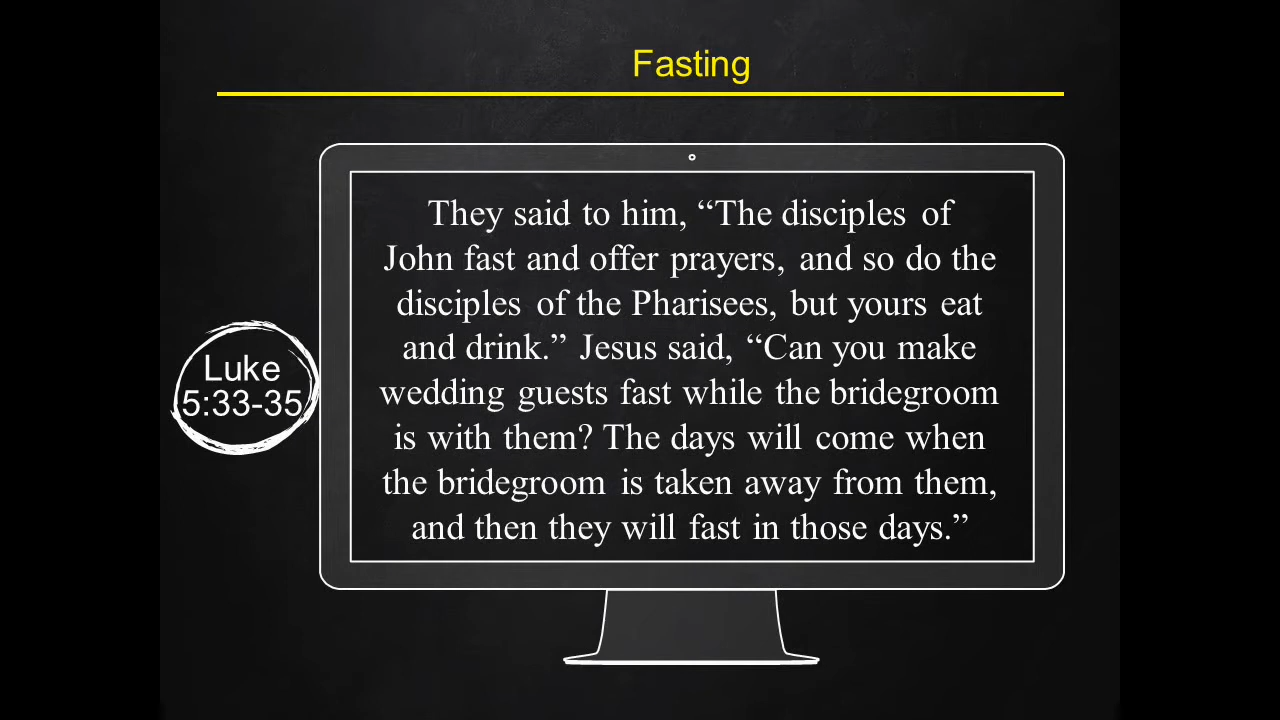 Fasting
They said to him, “The disciples of
John fast and offer prayers, and so do the
disciples of the Pharisees, but yours eat
and drink.” Jesus said, “Can you make
wedding guests fast while the bridegroom
is with them? The days will come when
the bridegroom is taken away from them,
and then they will fast in those days.”
Luke
5:33-35